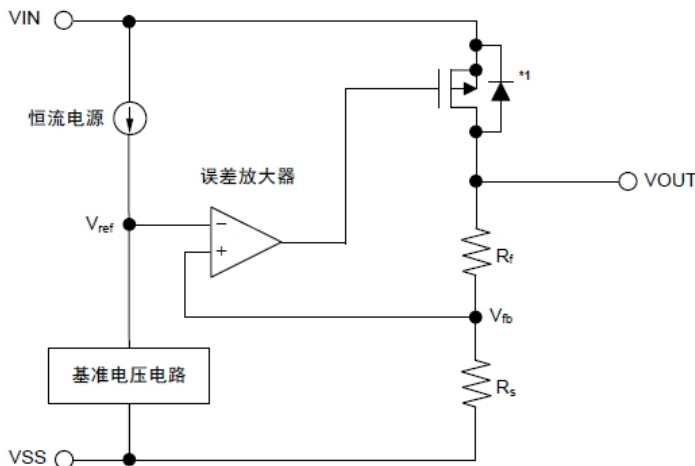 VIN
*1
恒流电源
误差放大器
VOUT
Vref
−
+
Rf
Vfb
基准电压电路
Rs
VSS